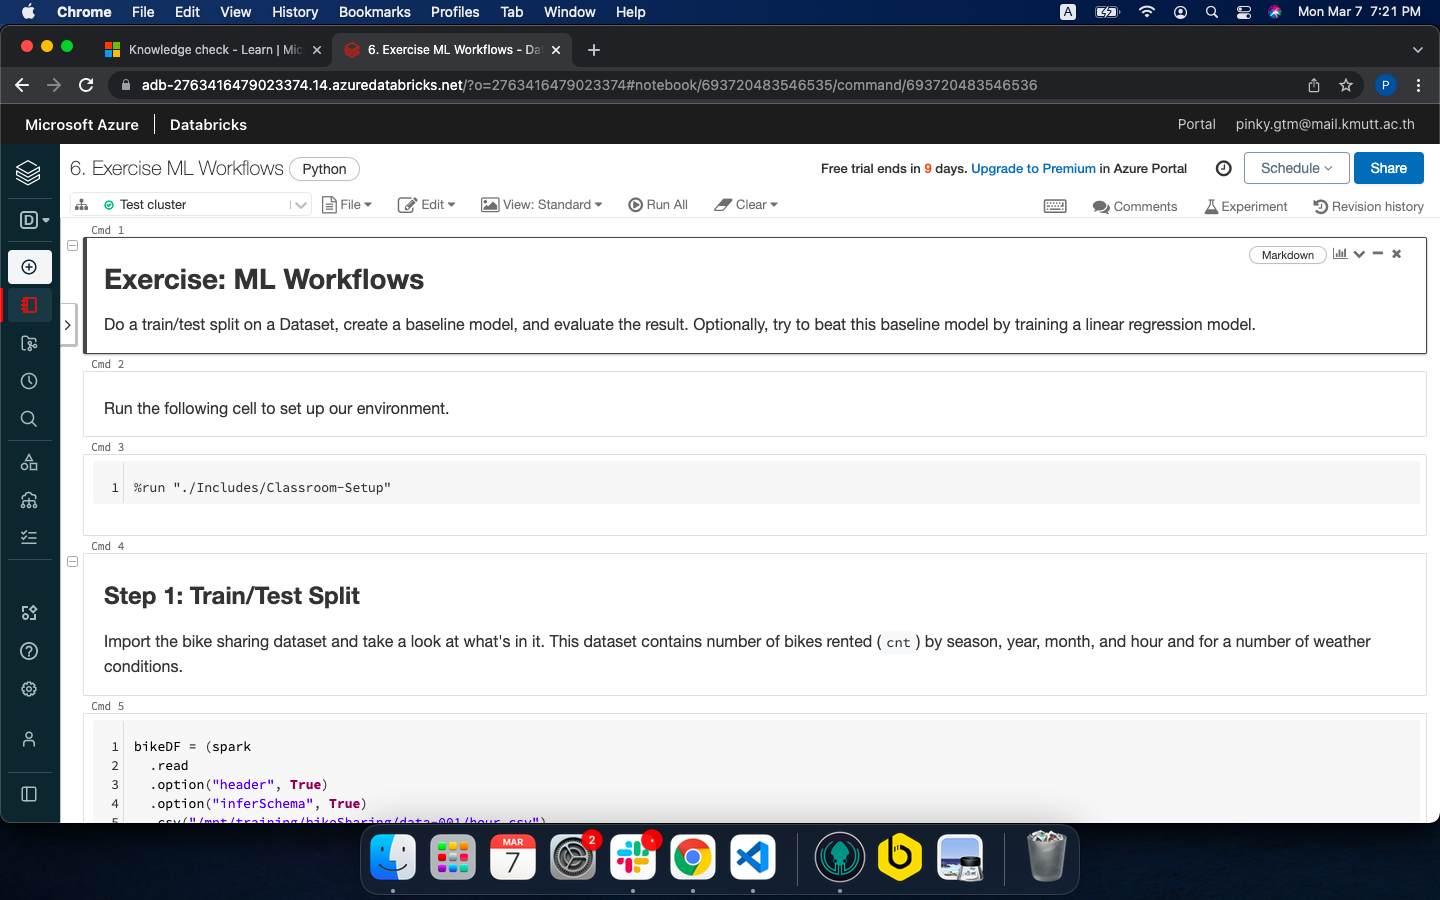 Chrome File Edit View History Bookmarks Profiles Tab Window Help A Mon Mar 7 7:21 PM
Knowledge check - Learn | Mic 6. Exercise ML Workflows - Da
adb-2763416479023374.14.azuredatabricks.net/?o=2763416479023374#notebook/693720483546535/command/693720483546536 P
Microsoft Azure Databricks Portal pinky.gtm@mail.kmutt.ac.th
6. Exercise ML Workflows Python Free trial ends in 9 days. Upgrade to Premium in Azure Portal Schedule Share
D Test cluster File Edit View: Standard Run All Clear Comments Experiment Revision history
Cmd 1
Markdown
Exercise: ML Workflows
Do a train/test split on a Dataset, create a baseline model, and evaluate the result. Optionally, try to beat this baseline model by training a linear regression model.
Cmd 2
Run the following cell to set up our environment.
Cmd 3
1 %run "./Includes/Classroom-Setup"
Cmd 4
Step 1: Train/Test Split
Import the bike sharing dataset and take a look at what's in it. This dataset contains number of bikes rented ( cnt ) by season, year, month, and hour and for a number of weather
conditions.
Cmd 5
1 bikeDF = (spark
2 .read
3 .option("header", True)
4 .option("inferSchema", True)
5 .csv("/mnt/training/bikeSharing/data-001/hour.csv")
MAR
7
2